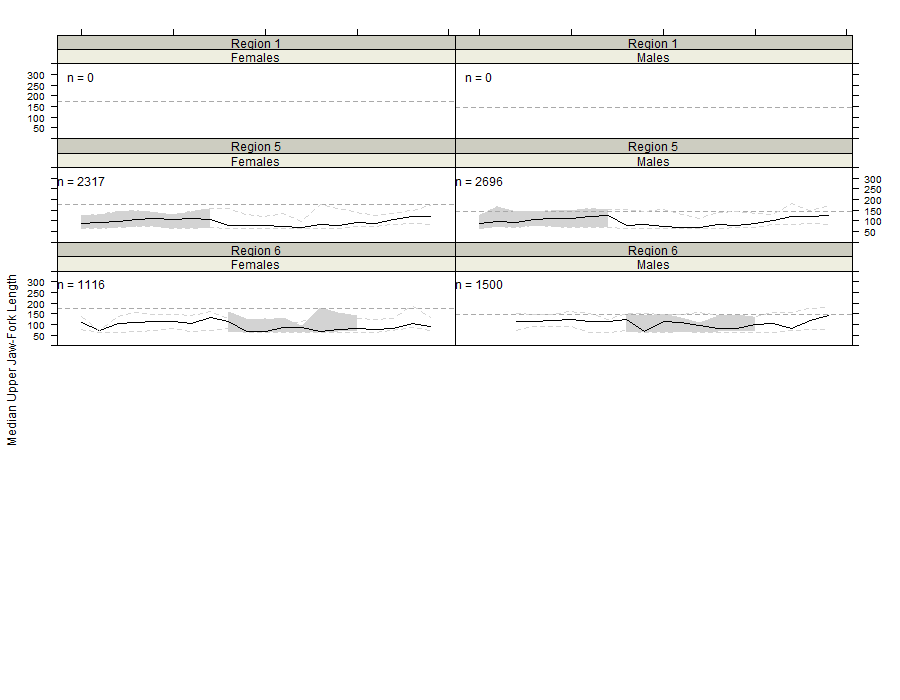 Region 1
Region 1
Females
Males
n = 0
n = 0
300
250
200
150
100
50
Region 5
Region 5
Females
Males
n = 2317
n = 2696
300
250
200
150
100
50
Region 6
Region 6
Females
Males
n = 1116
n = 1500
300
250
200
150
100
50
Median Upper Jaw-Fork Length